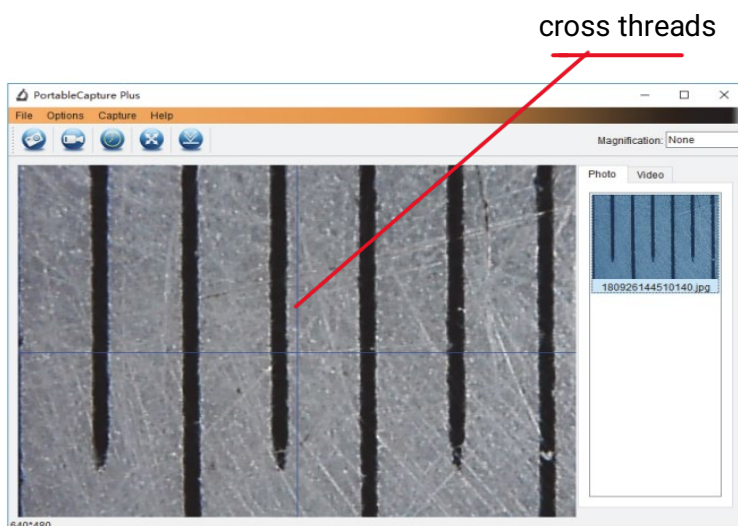 cross threads
PortableCapture Plus
File Options Capture Help
Magnification: None
Photo Video
180926144510140.jpg
640*480